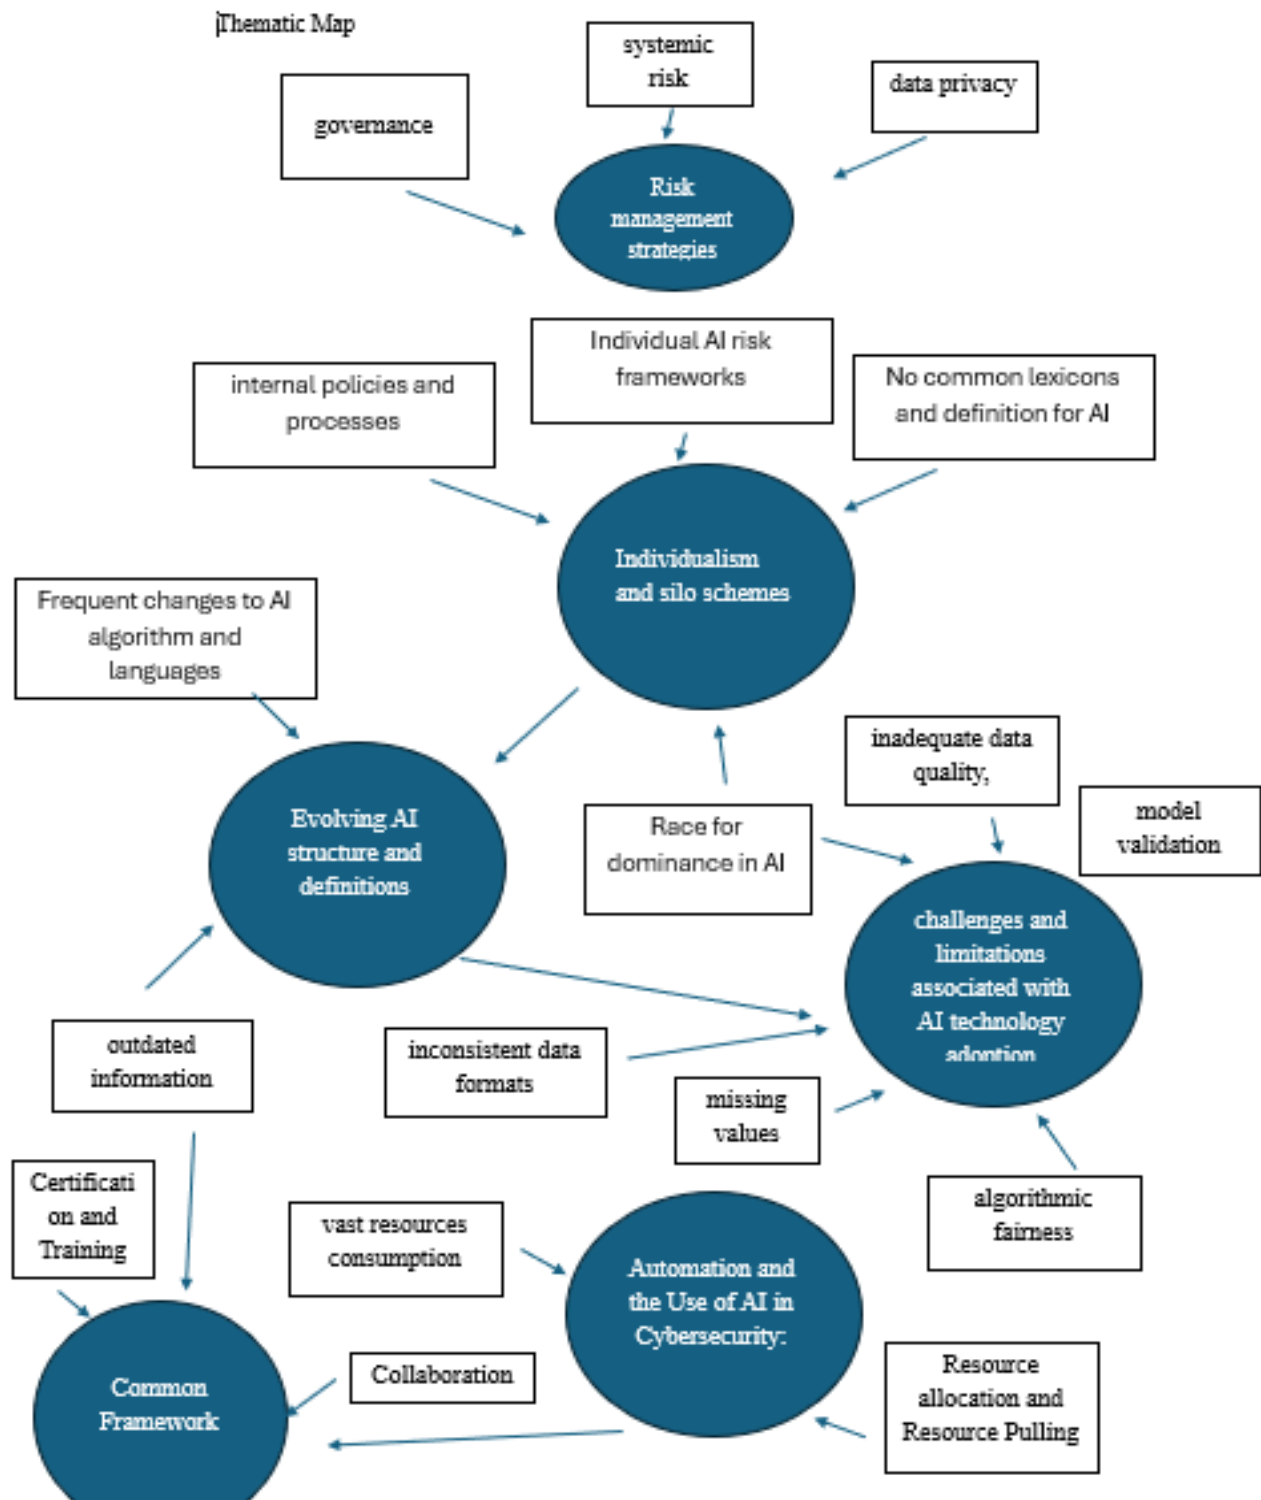 Thematic Map
systemic
risk
data privacy
governance
Risk
management
strategies
Individual AI risk
frameworks
internal policies and
processes
No common lexicons
and definition for AI
Individualism
and silo schemes
Frequent changes to AI
algorithm and
languages
inadequate data
quality,
model
validation
Evolving AI
structure and
definitions
Race for
dominance in AI
challenges and
limitations
associated with
AI technology
adoption
outdated
information
inconsistent data
formats
missing
values
Certificati
on and
Training
vast resources
consumption
algorithmic
fairness
Automation and
the Use of AI in
Cybersecurity:
Collaboration
Resource
allocation and
Resource Pulling
Common
Framework